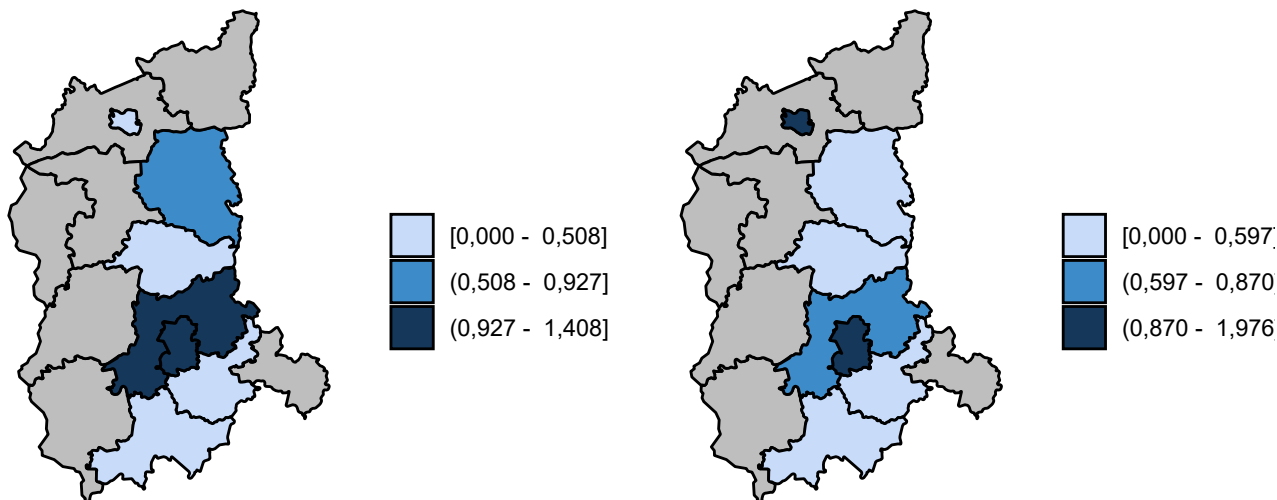 [0,000 - 0,508]
(0,508 - 0,927]
(0,927 - 1,408]
[0,000 - 0,597]
(0,597 - 0,870]
(0,870 - 1,976]